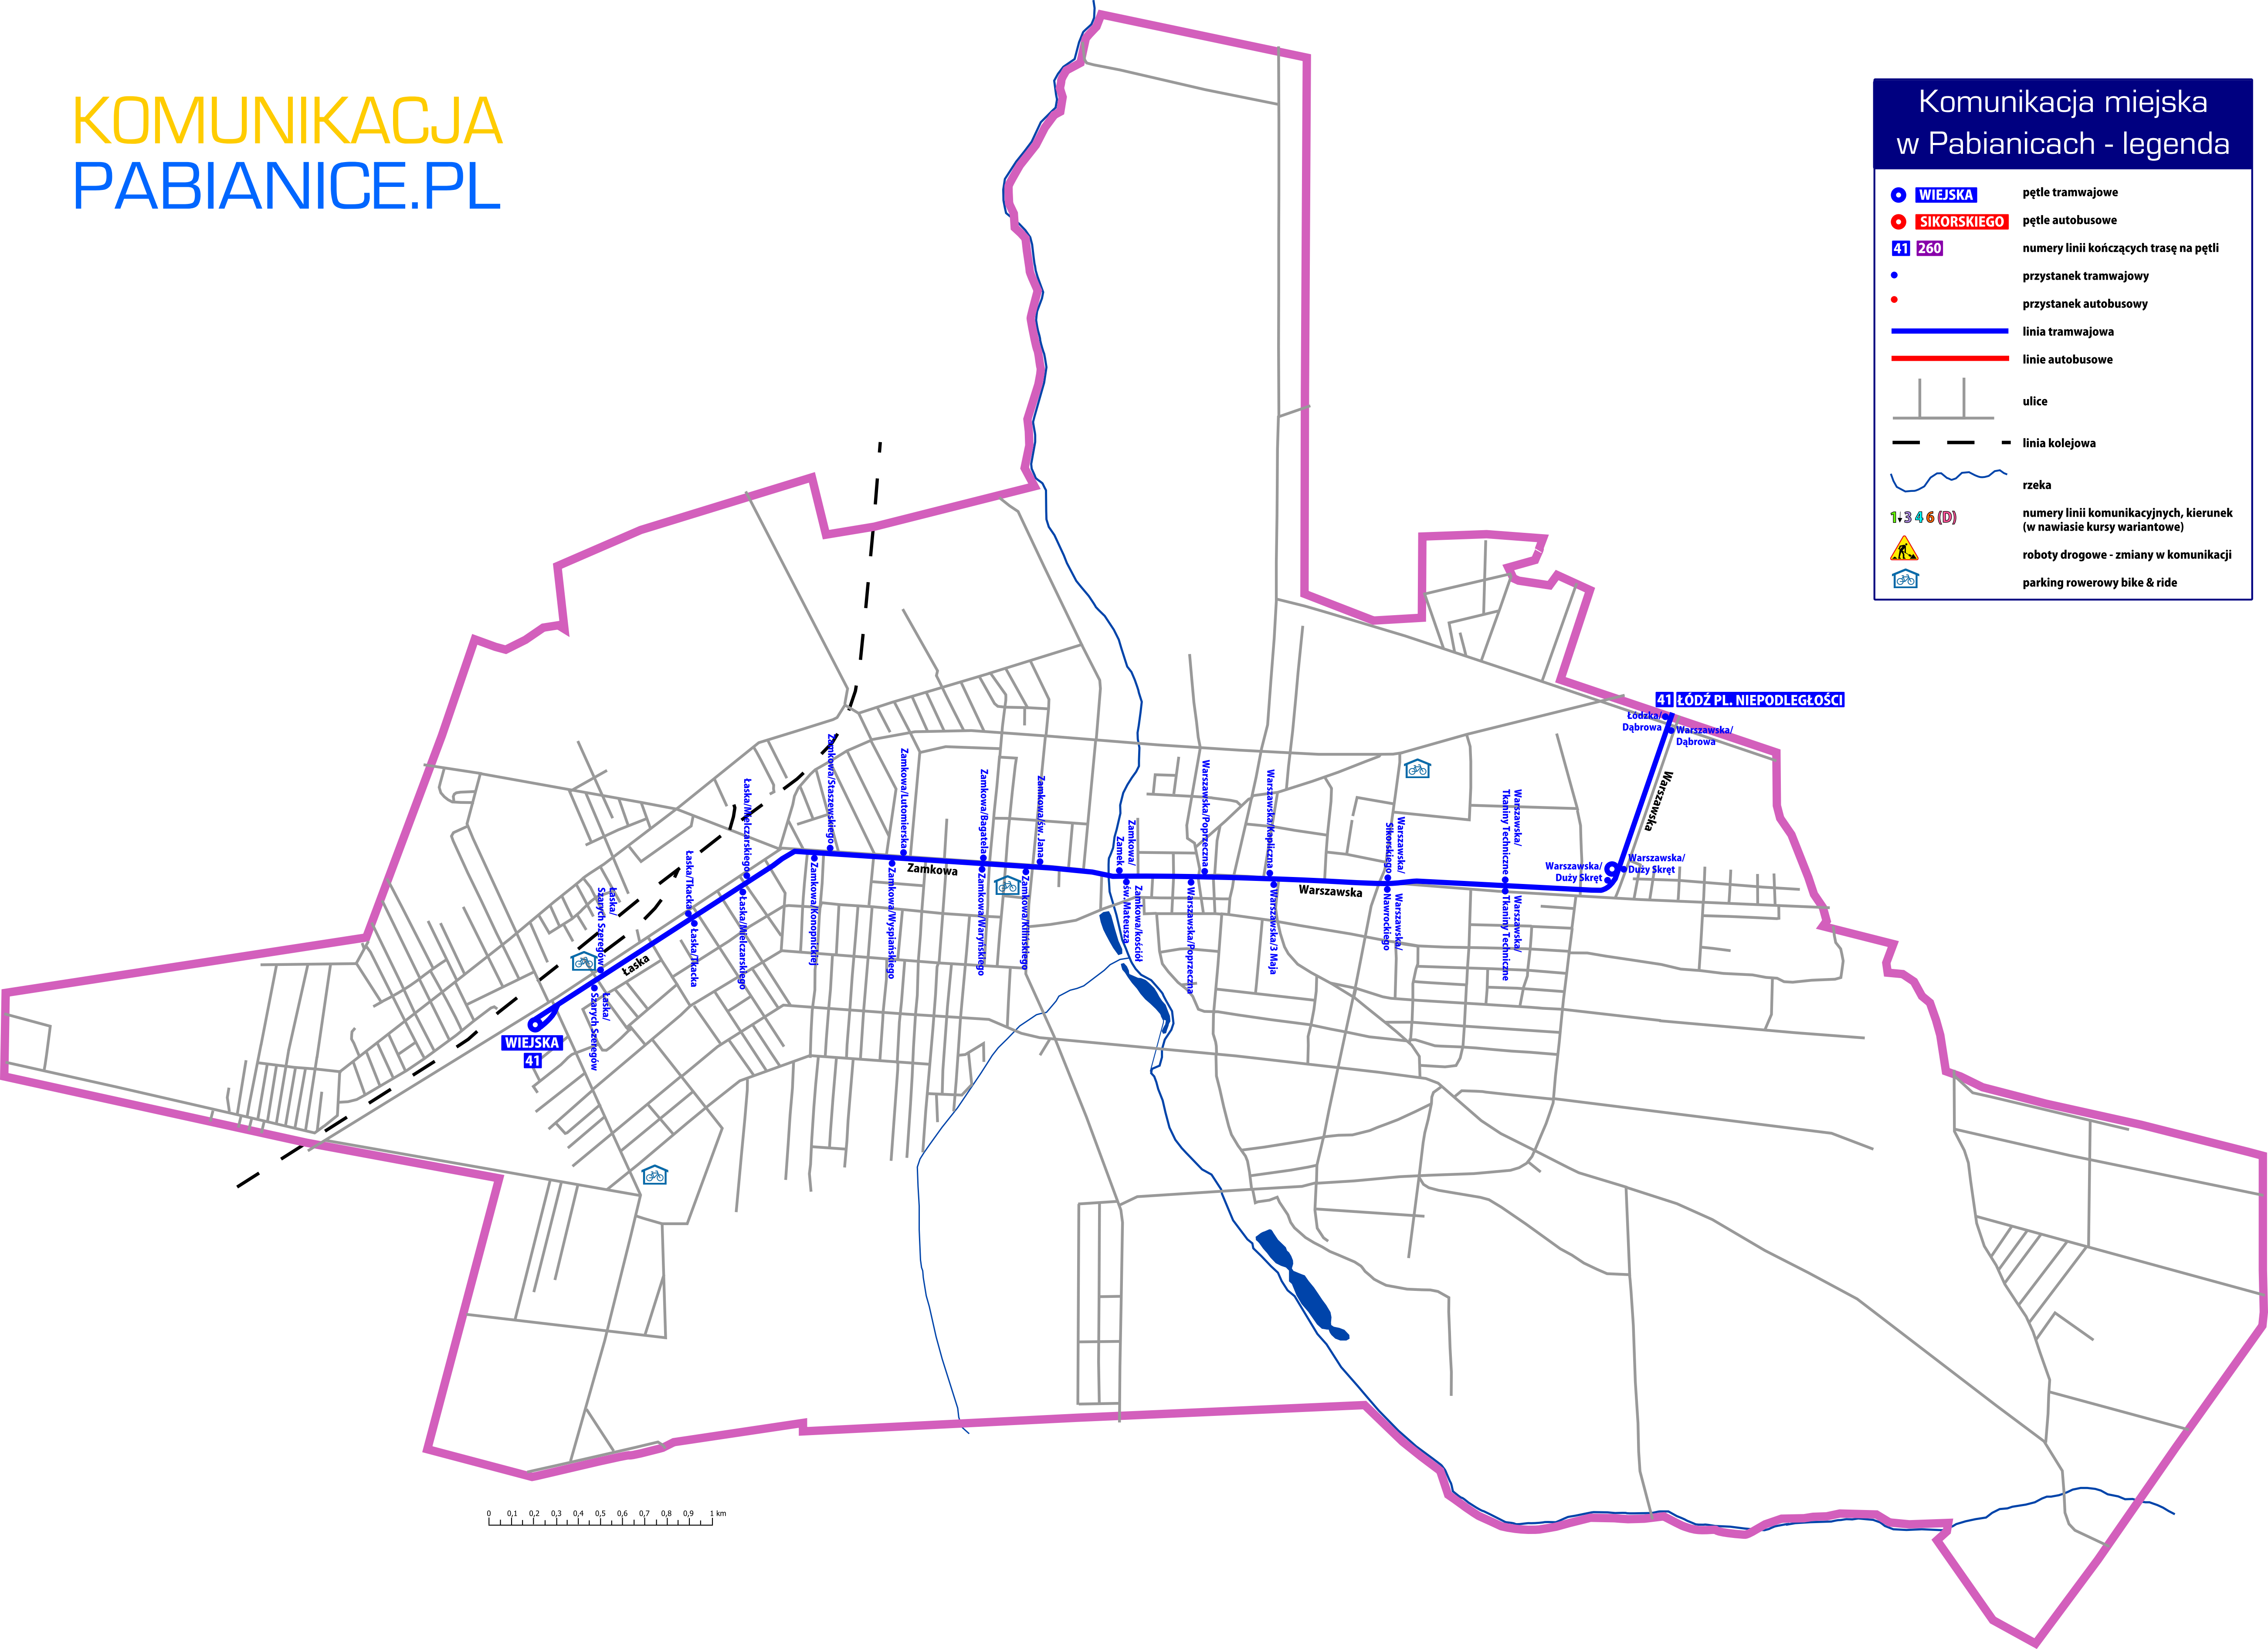 KOMUNIKACJA
PABIANICE.PL
Komunikacja miejska
w Pabianicach - legenda
WIEJSKA
pętle tramwajowe
SIKORSKIEGO
pętle autobusowe
41 260
numery linii kończących trasę na pętli
przystanek tramwajowy
przystanek autobusowy
linia tramwajowa
linie autobusowe
ulice
linia kolejowa
rzeka
1 3 4 6 (D)
numery linii komunikacyjnych, kierunek
(w nawiasie kursy wariantowe)
roboty drogowe - zmiany w komunikacji
parking rowerowy bike & ride
41 ŁÓDŹ PL. NIEPODLEGŁOŚCI
Łódzka/
Dąbrowa
Warszawska/
Dąbrowa
Warszawska
Warszawska/
Duży Skręt
Warszawska/
Duży Skręt
Warszawska/
Tkaniny Techniczne
Warszawska/
Tkaniny Techniczne
Warszawska/
Sikorskiego
Warszawska/
Nawrockiego
Warszawska
Warszawska/Kapliczna
Warszawska/3 Maja
Warszawska/Poprzeczna
Warszawska/Poprzeczna
Zamkowa/
Zamek
Zamkowa/kościół
św. Mateusza
Zamkowa/św. Jana
Zamkowa/Kilińskiego
Zamkowa/Bagatela
Zamkowa/Waryńskiego
Zamkowa
Zamkowa/Lutomierska
Zamkowa/Wyspiańskiego
Zamkowa/Staszewskiego
Zamkowa/Konopnickiej
Łaska/Mielczarskiego
Łaska/Mielczarskiego
Łaska/Tkacka
Łaska/Tkacka
Łaska
Łaska/
Szarych Szeregów
Łaska/
Szarych Szeregów
WIEJSKA
41
0 0,1 0,2 0,3 0,4 0,5 0,6 0,7 0,8 0,9 1 km